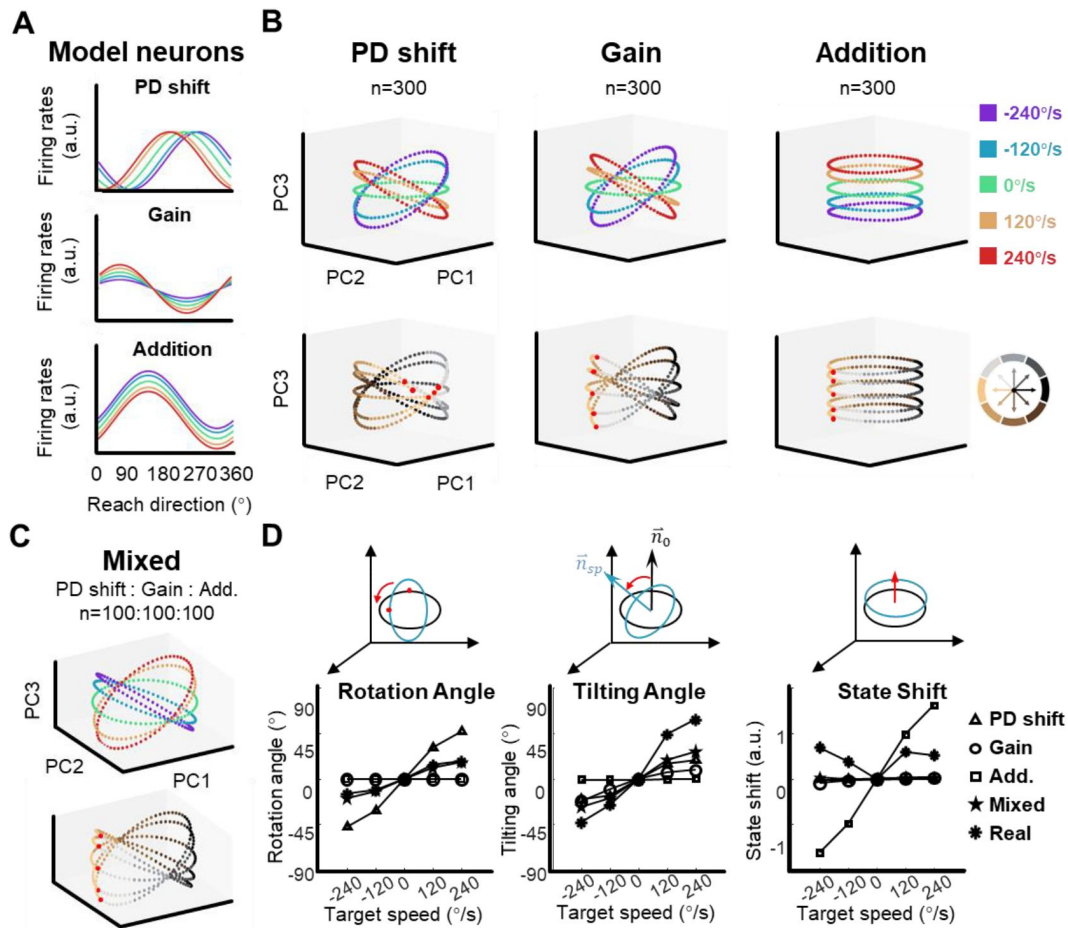 A
Model neurons
PD shift
Firing rates
(a.u.)
Gain
Firing rates
(a.u.)
Addition
Firing rates
(a.u.)
0 90 180 270 360
Reach direction (°)
B
PD shift
n=300
Gain
n=300
Addition
n=300
PC3
PC2
PC1
-240°/s
-120°/s
0°/s
120°/s
240°/s
PC3
PC2
PC1
C
Mixed
PD shift : Gain : Add.
n=100:100:100
PC3
PC2
PC1
D
n⃗sp
n⃗0
Rotation Angle
Rotation angle (°)
90
45
0
-45
-90
-240 -120 0 120 240
Target speed (°/s)
Tilting Angle
Tilting angle (°)
90
45
0
-45
-90
-240 -120 0 120 240
Target speed (°/s)
State Shift
State shift (a.u.)
1
0
-1
-240 -120 0 120 240
Target speed (°/s)
PD shift
Gain
Add.
Mixed
Real